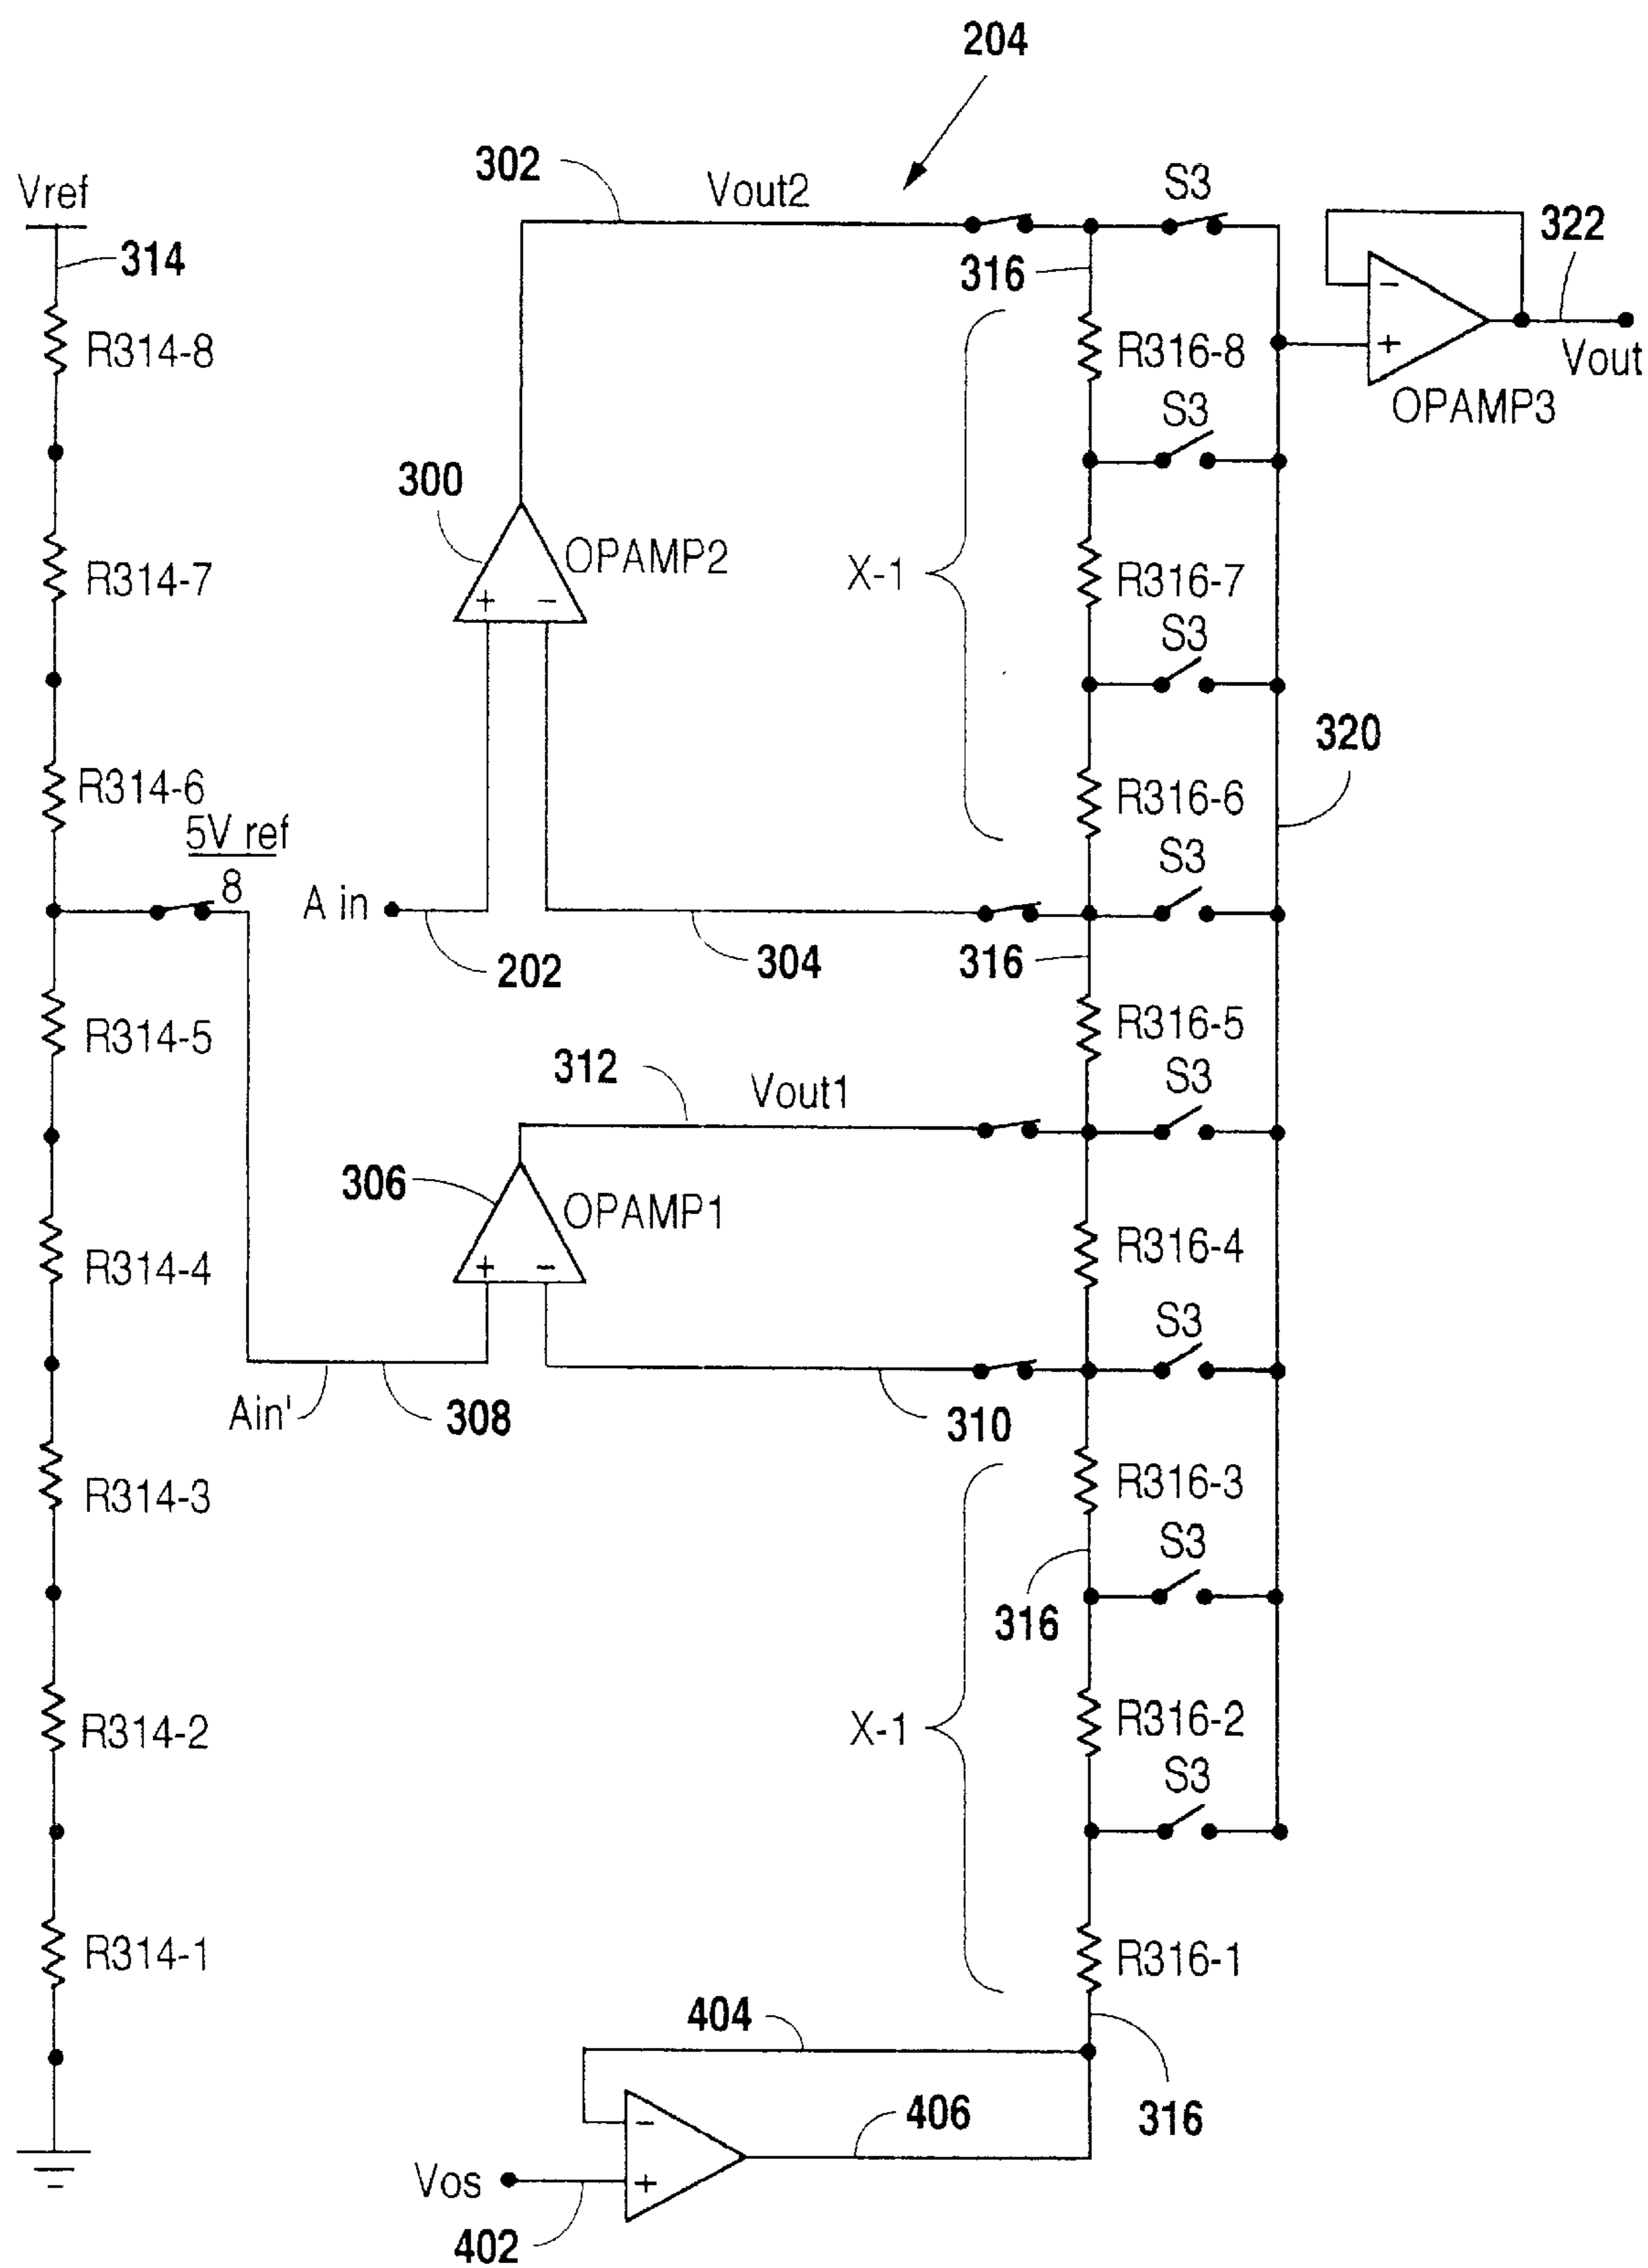 204
302
Vout2
S3
Vref
314
316
322
Vout
R314-8
R316-8
-
+
OPAMP3
S3
300
OPAMP2
+ -
R314-7
X-1
R316-7
S3
320
R314-6
R316-6
5V ref
8
S3
A in
202
304
316
R314-5
R316-5
312
Vout1
S3
306
OPAMP1
+ -
R314-4
R316-4
S3
Ain'
308
310
R314-3
R316-3
S3
316
R314-2
X-1
R316-2
S3
R314-1
R316-1
404
-
406
316
Vos
+
402